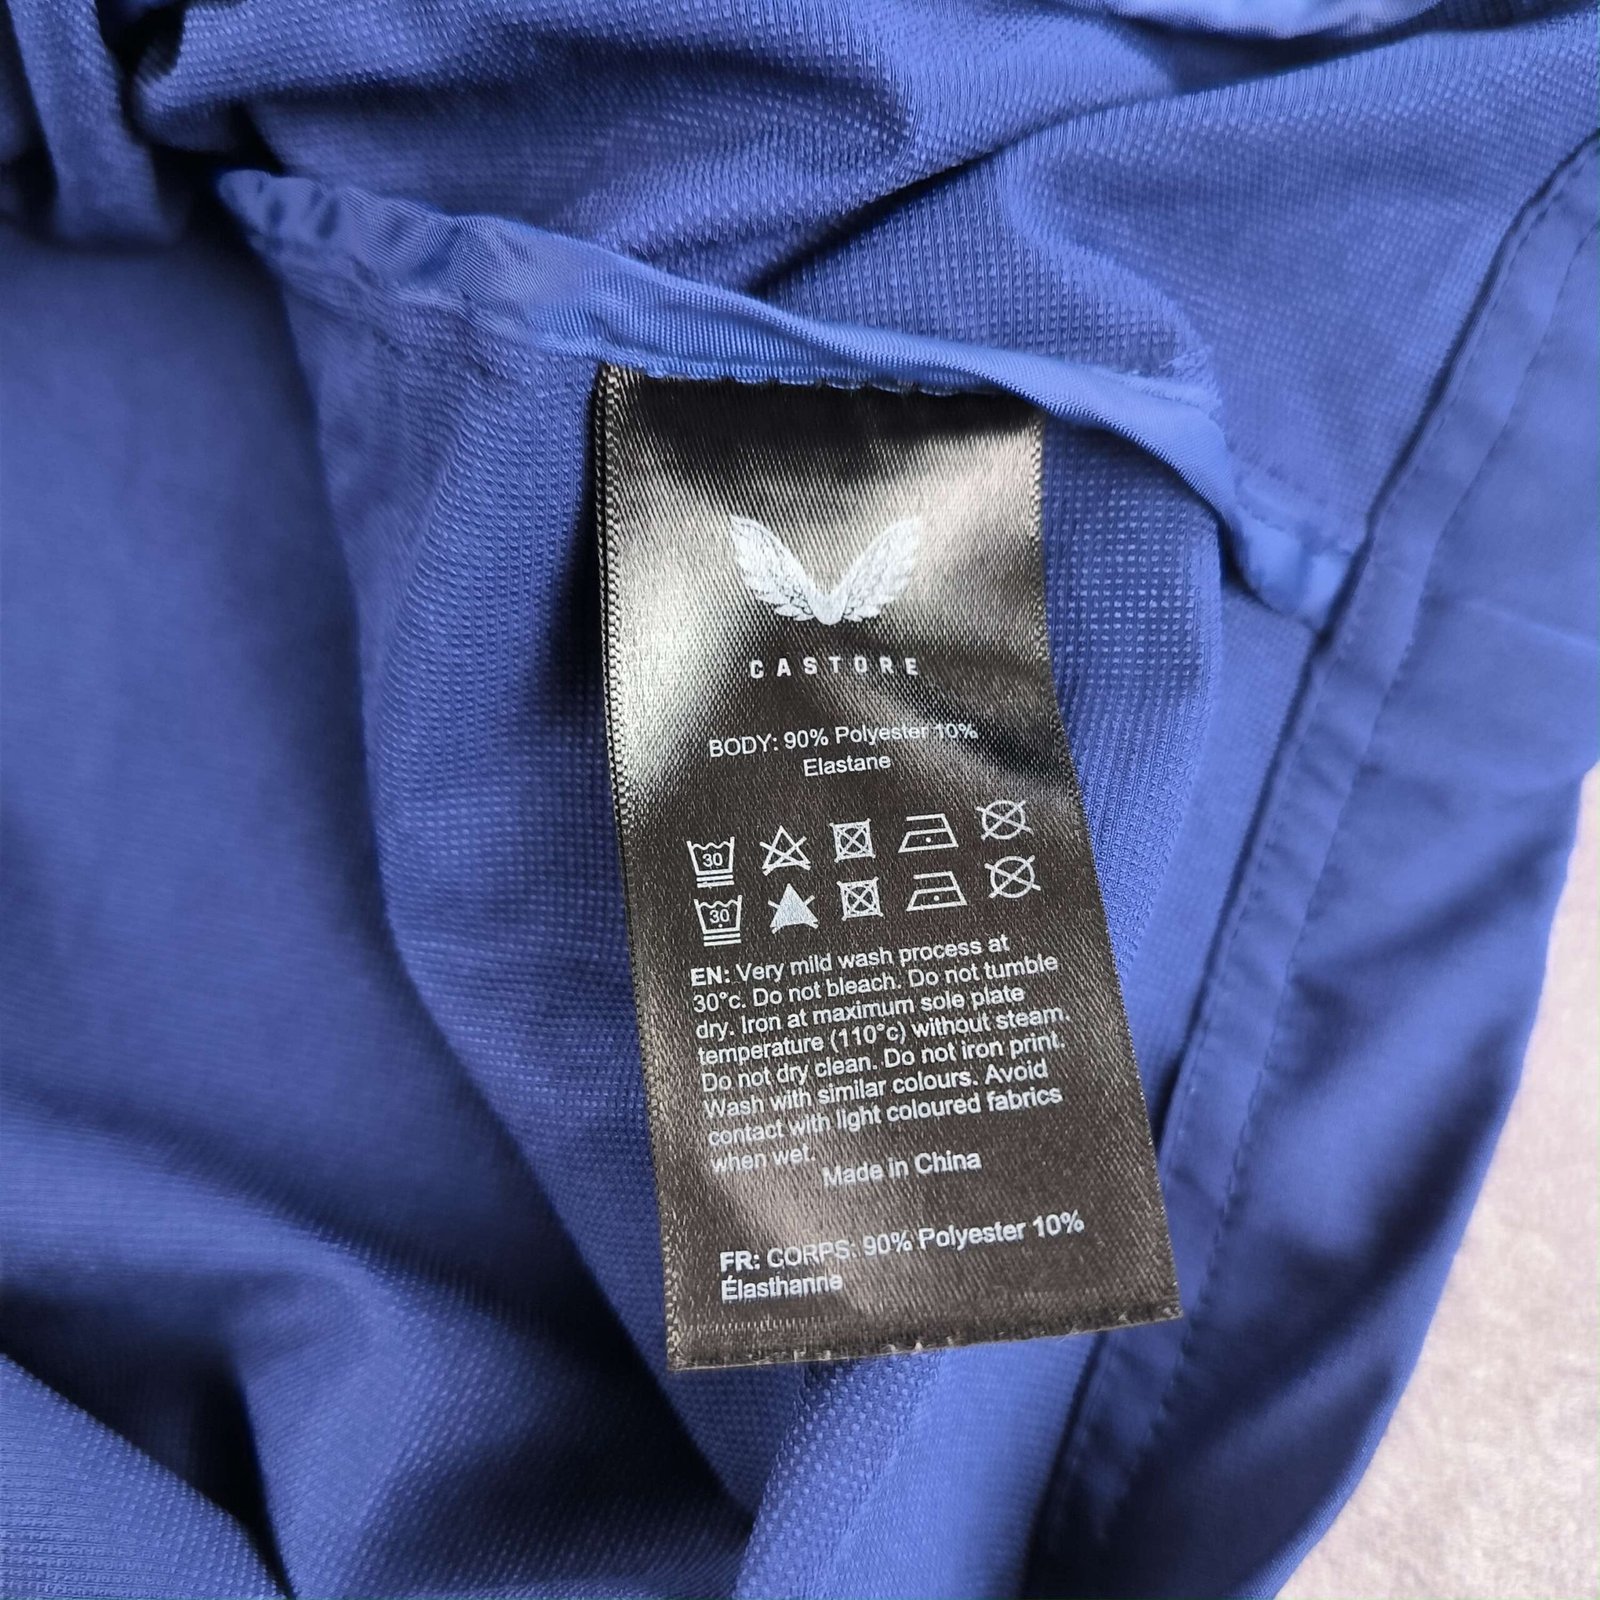 CASTORE
BODY: 90% Polyester 10%
Elastane
30
30
EN: Very mild wash process at
30°c. Do not bleach. Do not tumble
dry. Iron at maximum sole plate
temperature (110°c) without steam.
Do not dry clean. Do not iron print.
Wash with similar colours. Avoid
contact with light coloured fabrics
when wet.
Made in China
FR: CORPS: 90% Polyester 10%
Élasthanne